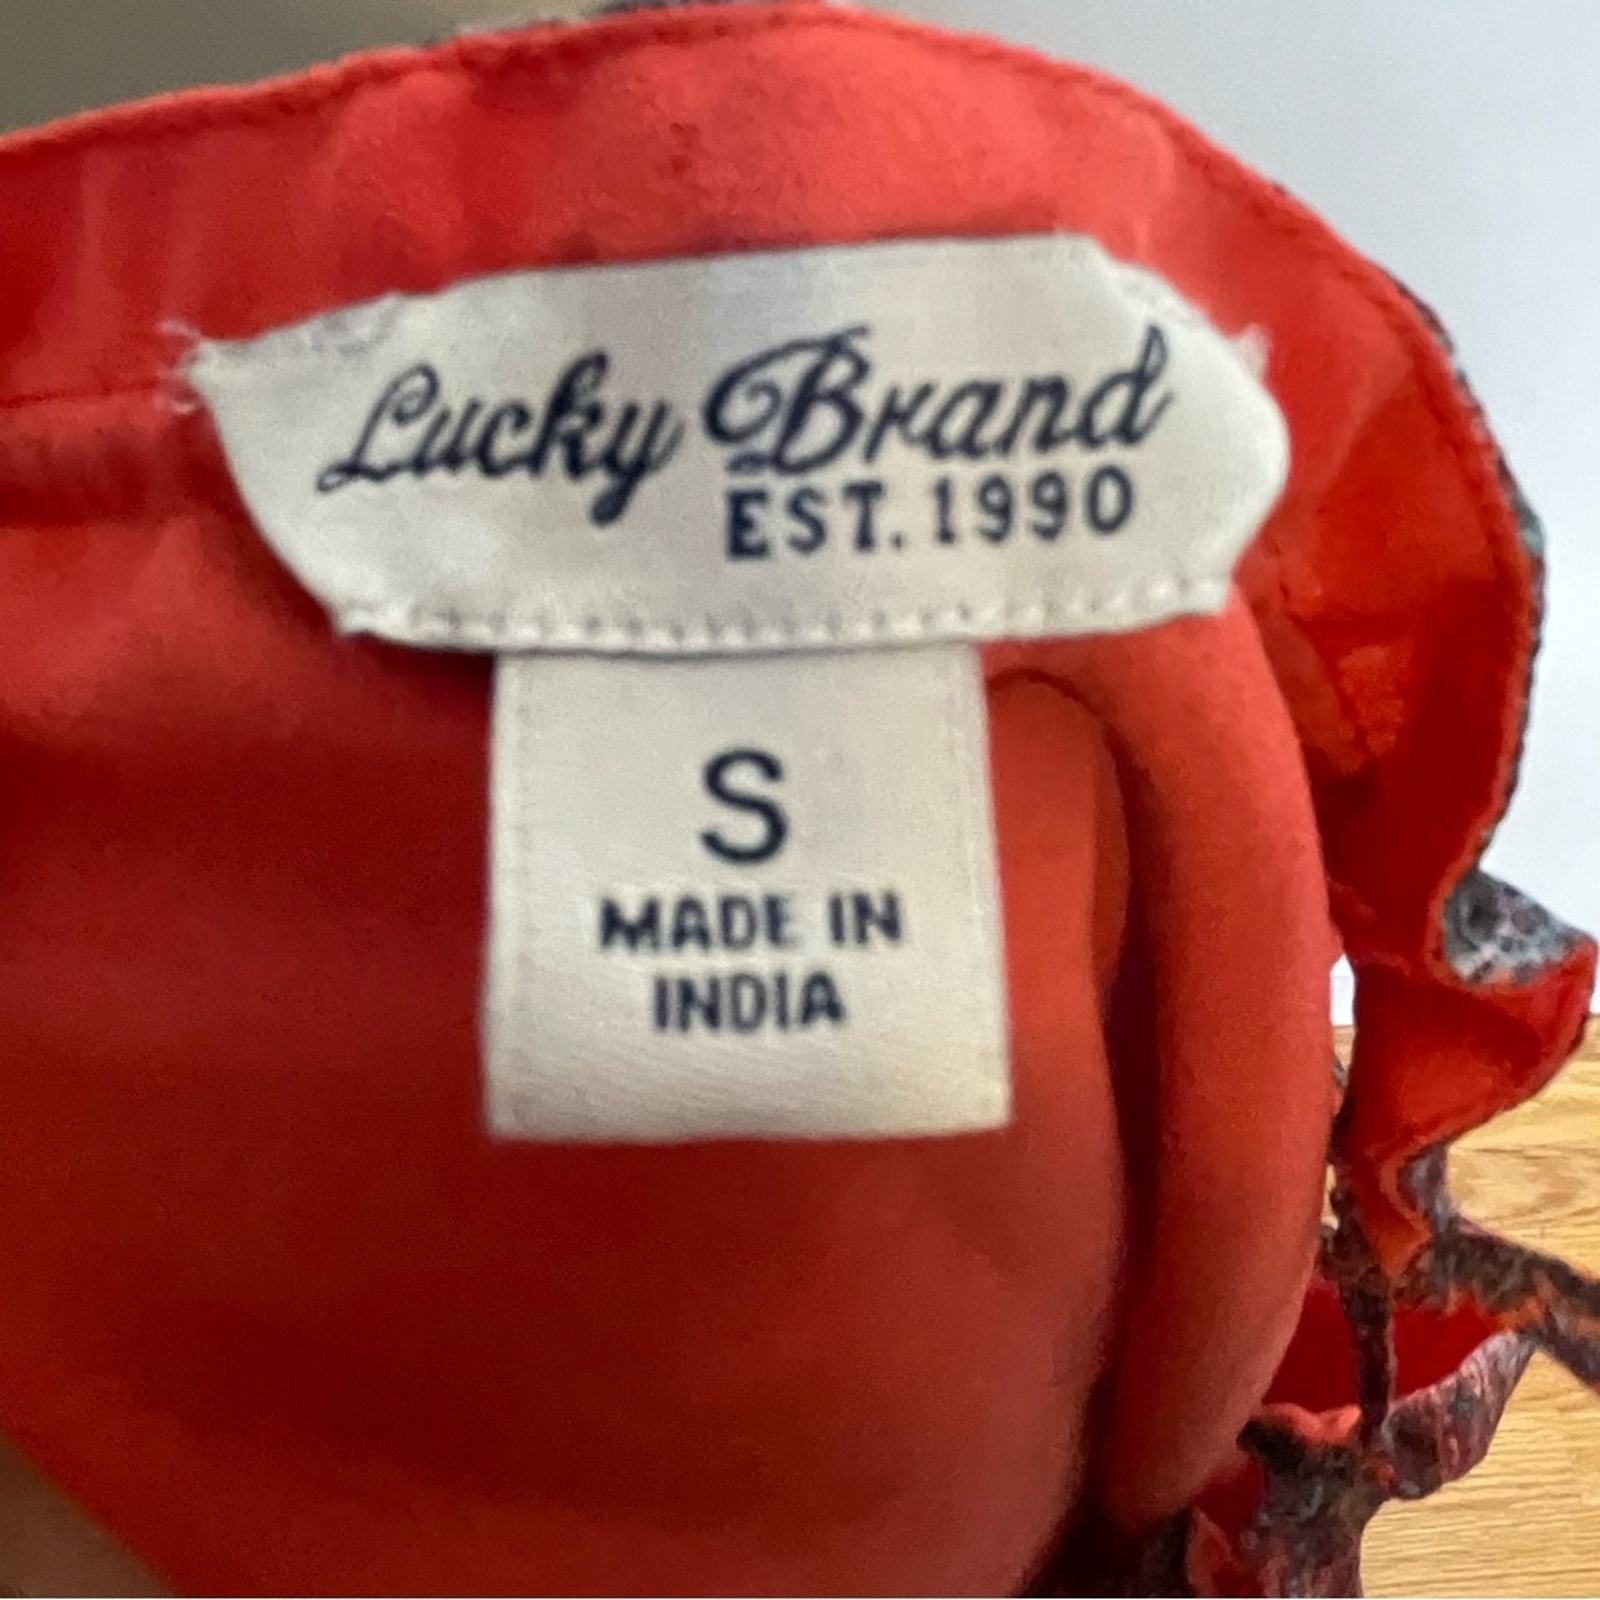 Lucky Brand
EST. 1990
S
MADE IN
INDIA